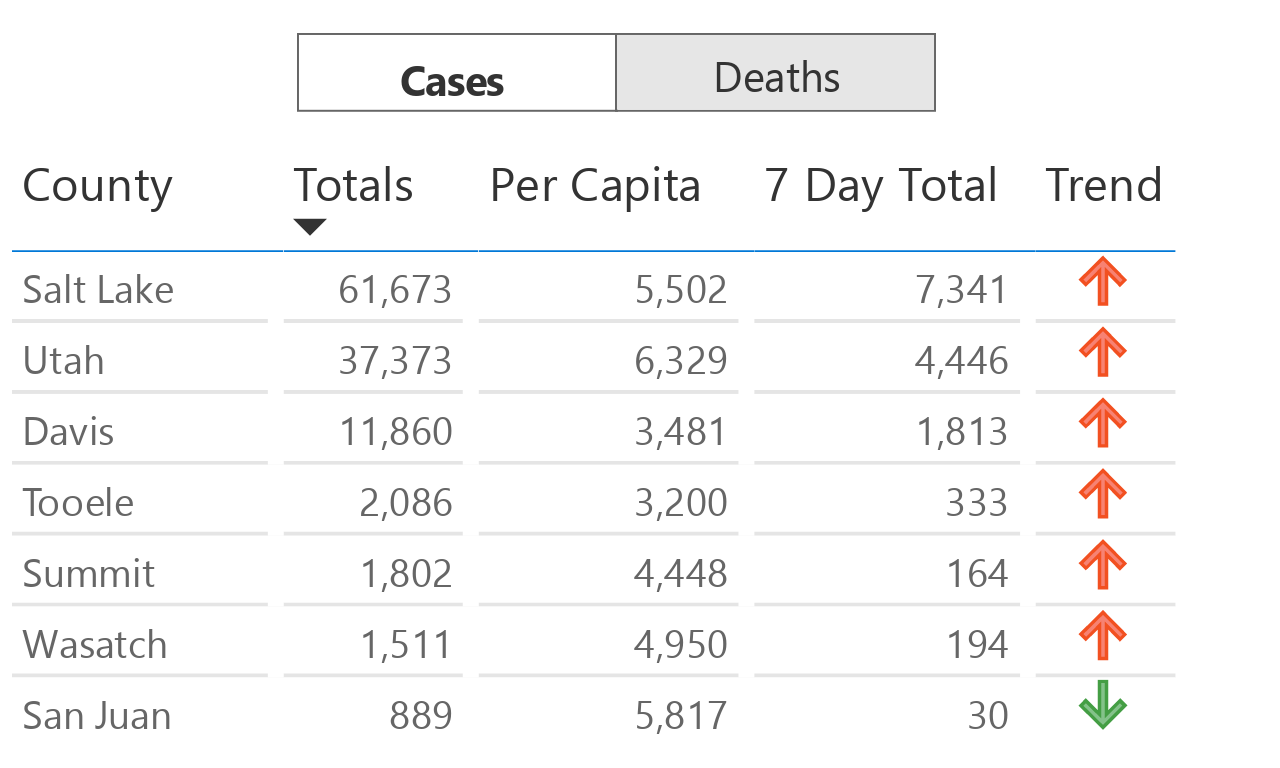 Cases Deaths
County Totals Per Capita 7 Day Total Trend
Salt Lake 61,673 5,502 7,341
Utah 37,373 6,329 4,446
Davis 11,860 3,481 1,813
Tooele 2,086 3,200 333
Summit 1,802 4,448 164
Wasatch 1,511 4,950 194
San Juan 889 5,817 30